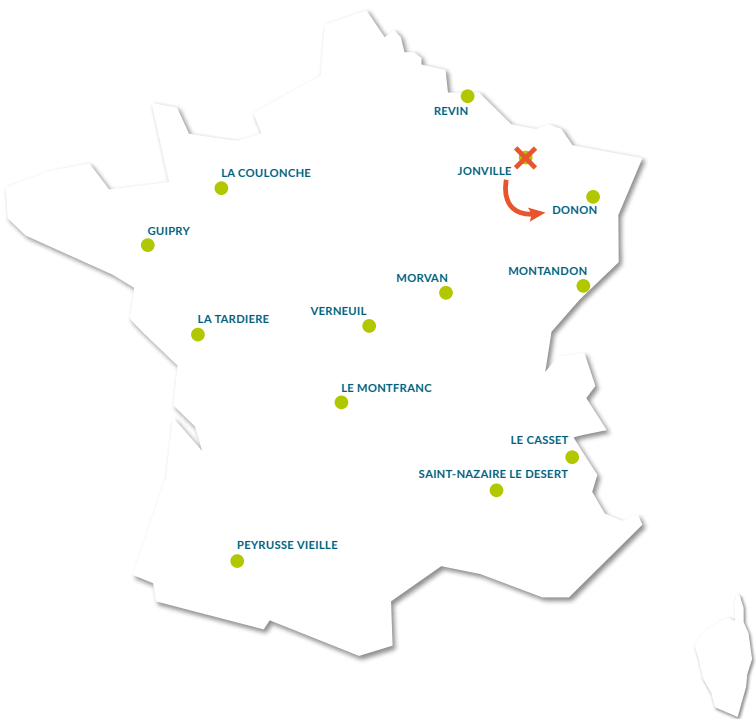 REVIN
JONVILLE
LA COULONCHE
DONON
GUIPRY
MONTANDON
MORVAN
VERNEUIL
LA TARDIERE
LE MONTFRANC
LE CASSET
SAINT-NAZAIRE LE DESERT
PEYRUSSE VIEILLE